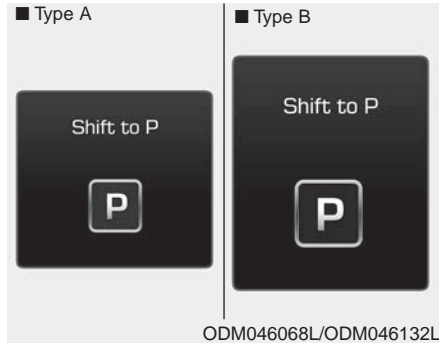 ■ Type A
Shift to P
P
■ Type B
Shift to P
P
ODM046068L/ODM046132L